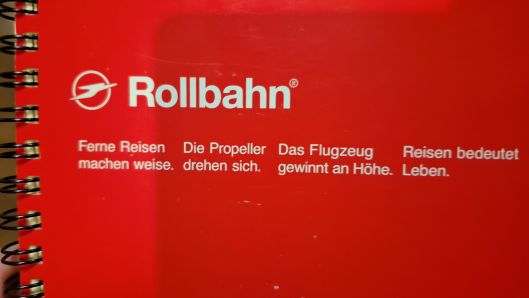 Rollbahn®
Ferne Reisen
machen weise.
Die Propeller
drehen sich.
Das Flugzeug
gewinnt an Höhe.
Reisen bedeutet
Leben.